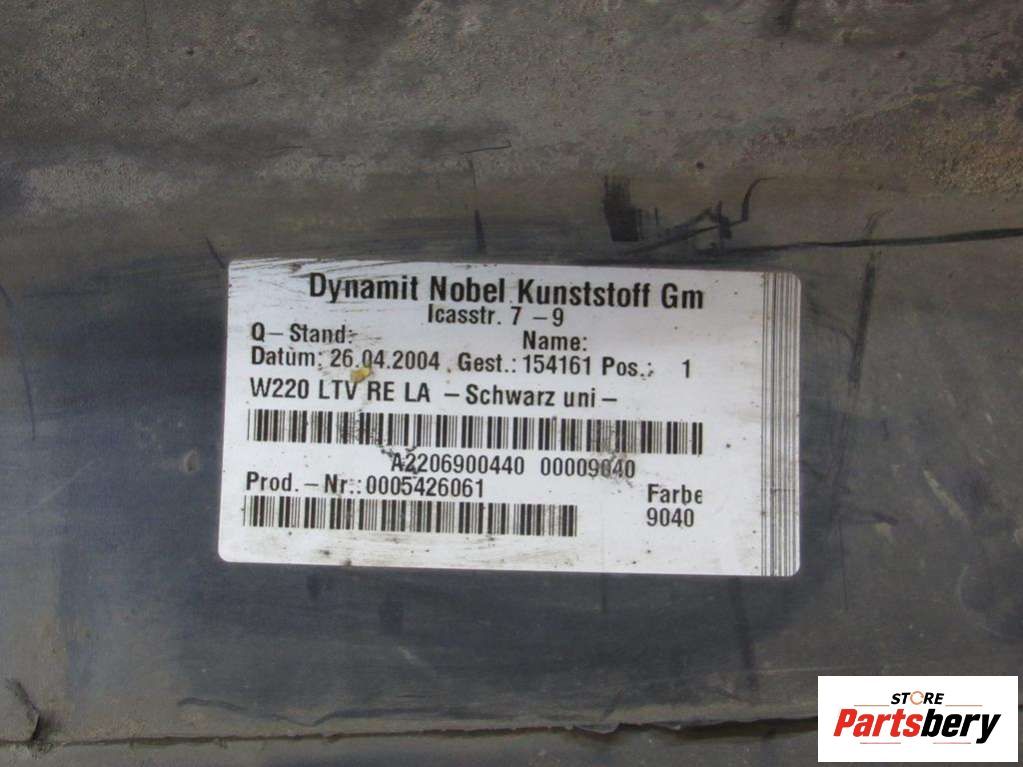 Dynamit Nobel Kunststoff Gm
Icasstr. 7 -9
Q- Stand:
Name:
Datum: 26.04.2004 Gest.: 154161 Pos.: 1
W220 LTV RE LA - Schwarz uni -
A2206900440 00009040
Prod.-Nr.:0005426061
Farbe
9040
STORE
Partsbery